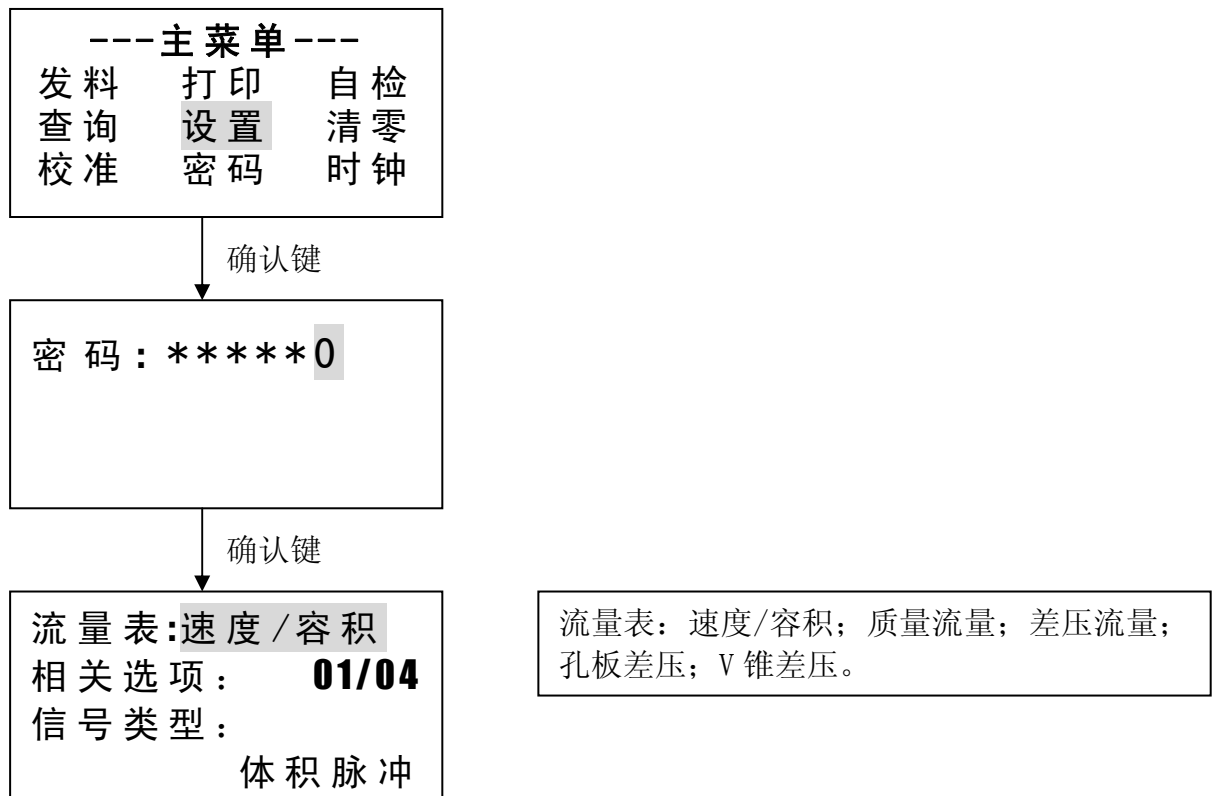 ---主菜单---
发料 打印 自检
查询 设置 清零
校准 密码 时钟
确认键
密码:*****0
确认键
流量表:速度/容积
相关选项: 01/04
信号类型:
体积脉冲
流量表：速度/容积；质量流量；差压流量；
孔板差压；V锥差压。